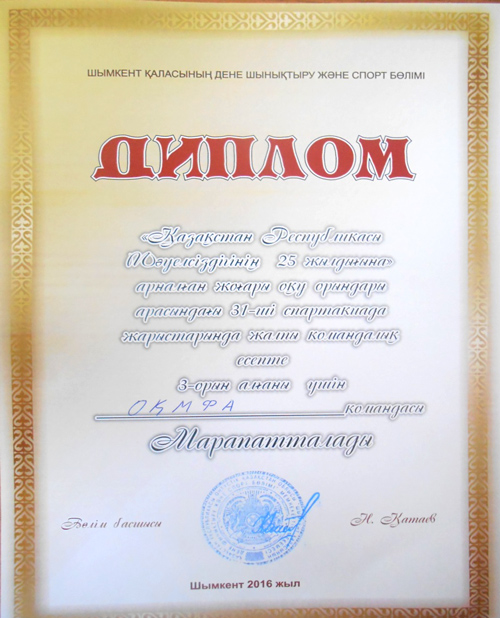 ШЫМКЕНТ ҚАЛАСЫНЫҢ ДЕНЕ ШЫНЫҚТЫРУ ЖӘНЕ СПОРТ БӨЛІМІ
ДИПЛОМ
«Қазақстан Республикасы
Тәуелсіздігінің 25 жылдығына»
арналған жоғары оқу орындары
арасындағы 31-ші спартакиада
жарыстарында жалпы командалық
есепте
3-орын алғаны үшін
ОҚМФА командасы
Марапатталады
Бөлім басшысы
Н. Қатаев
Шымкент 2016 жыл